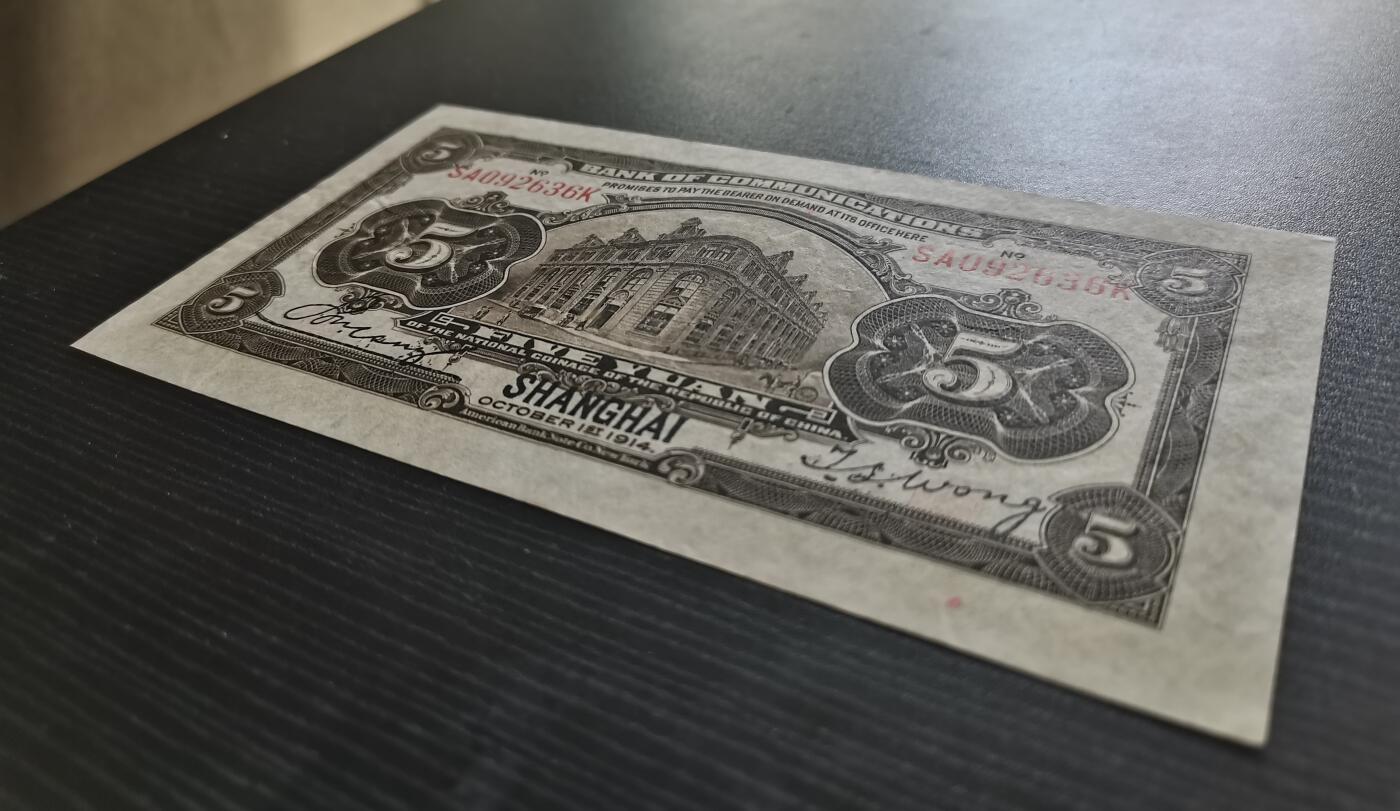 5
Nº
SA092636K
BANK OF COMMUNICATIONS
PROMISES TO PAY THE BEARER ON DEMAND AT ITS OFFICE HERE
Nº
SA092636K
5
5
5
5
FIVE YUAN
OF THE NATIONAL COINAGE OF THE REPUBLIC OF CHINA.
SHANGHAI
OCTOBER 1ST 1914.
American Bank Note Co. New York.
T. S. Wong
5